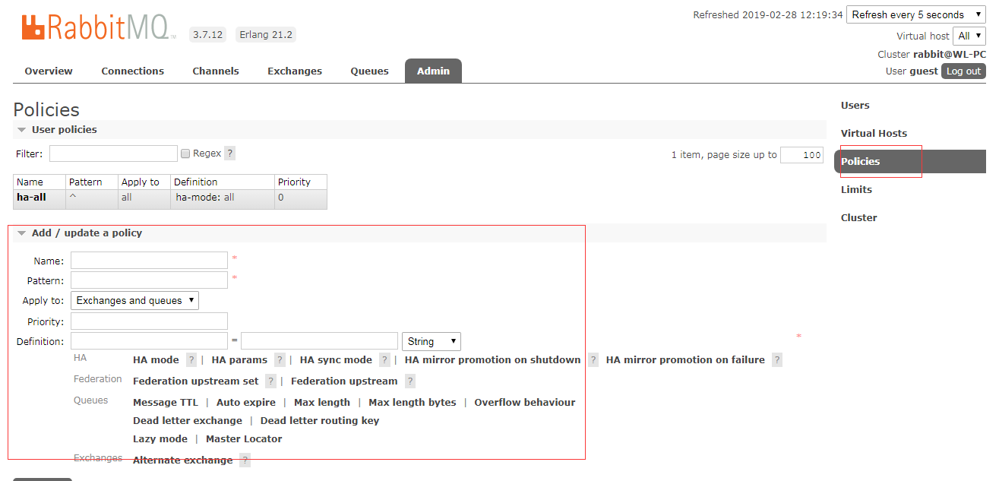 RabbitMQ TM 3.7.12 Erlang 21.2
Refreshed 2019-02-28 12:19:34 Refresh every 5 seconds
Virtual host All
Cluster rabbit@WL-PC
User guest Log out
Overview Connections Channels Exchanges Queues Admin
Policies
User policies
Filter: Regex ? 1 item, page size up to 100
Name Pattern Apply to Definition Priority
ha-all ^ all ha-mode: all 0
Add / update a policy
Name: *
Pattern: *
Apply to: Exchanges and queues
Priority:
Definition: = String *
HA HA mode ? | HA params ? | HA sync mode ? | HA mirror promotion on shutdown ? HA mirror promotion on failure ?
Federation Federation upstream set ? | Federation upstream ?
Queues Message TTL | Auto expire | Max length | Max length bytes | Overflow behaviour
Dead letter exchange | Dead letter routing key
Lazy mode | Master Locator
Exchanges Alternate exchange ?
Users
Virtual Hosts
Policies
Limits
Cluster